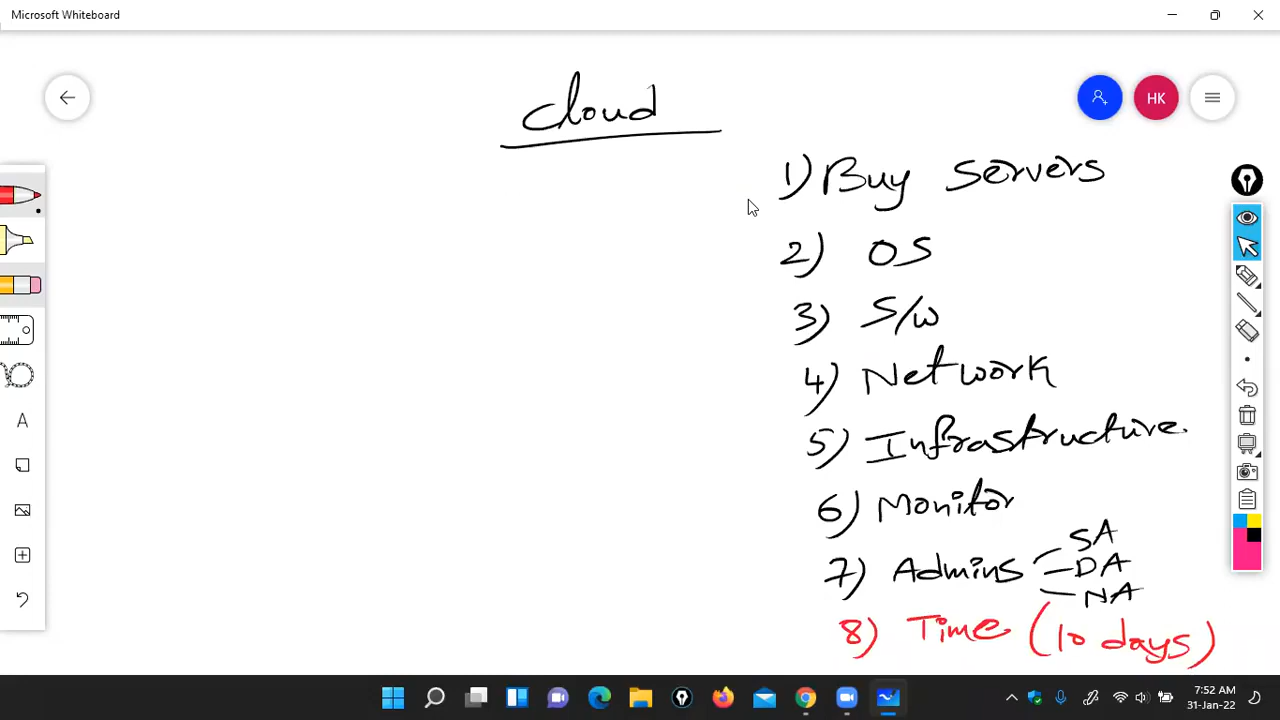 Microsoft Whiteboard
cloud
HK
1) Buy servers
2) OS
3) S/W
4) Network
5) Infrastructure.
6) Monitor
7) Admins
SA
DA
NA
8) Time (10 days)
A
7:52 AM
31-Jan-22